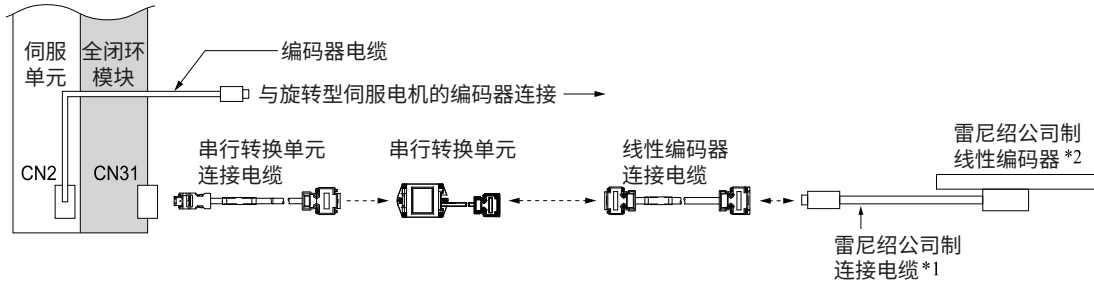 伺服
单元
全闭环
模块
编码器电缆
与旋转型伺服电机的编码器连接
CN2
CN31
串行转换单元
连接电缆
串行转换单元
线性编码器
连接电缆
雷尼绍公司制
线性编码器 *2
雷尼绍公司制
连接电缆 *1